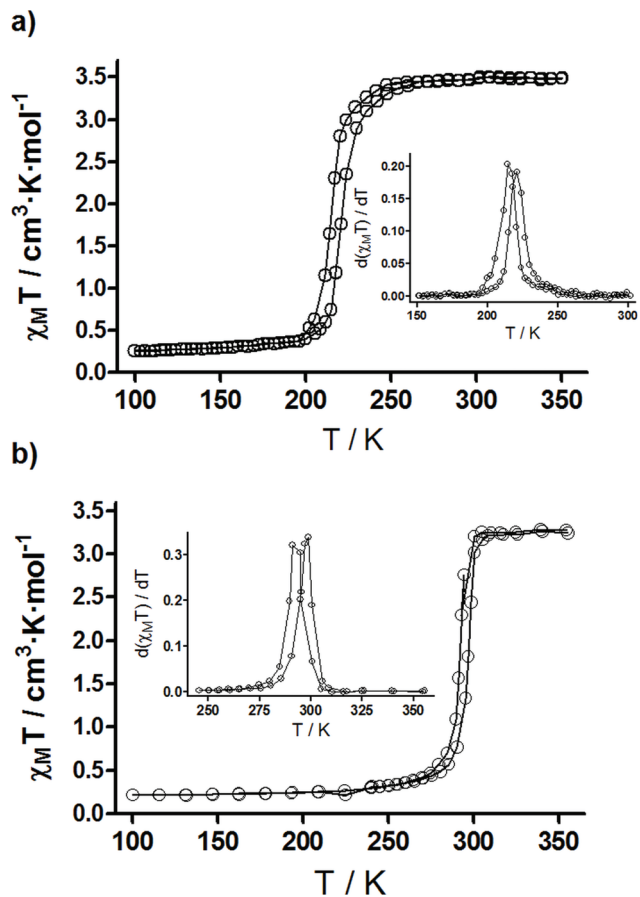 a)
χMT / cm³·K·mol⁻¹
3.5
3.0
2.5
2.0
1.5
1.0
0.5
0.0
100 150 200 250 300 350
T / K
d(χMT) / dT
0.20
0.15
0.10
0.05
0.00
150 200 250 300
T / K
b)
χMT / cm³·K·mol⁻¹
3.5
3.0
2.5
2.0
1.5
1.0
0.5
0.0
100 150 200 250 300 350
T / K
d(χMT) / dT
0.3
0.2
0.1
0.0
250 275 300 325 350
T / K